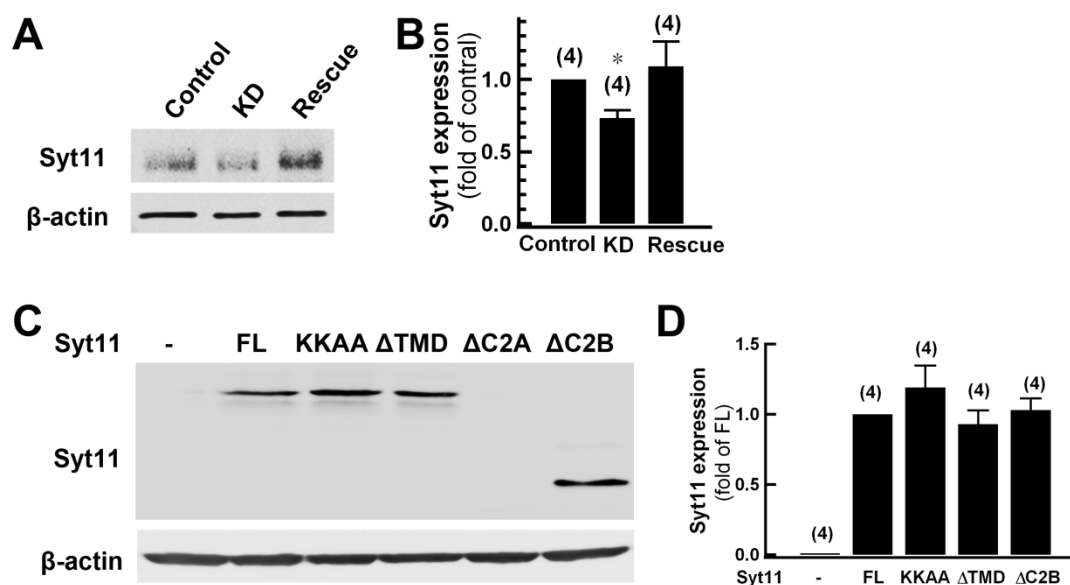 A
Control
KD
Rescue
Syt11
β-actin
B
Syt11 expression
(fold of contral)
1.0
0.5
0.0
(4)
*
(4)
(4)
Control KD Rescue
C
Syt11 - FL KKAA ΔTMD ΔC2A ΔC2B
Syt11
β-actin
D
Syt11 expression
(fold of FL)
1.5
1.0
0.5
0.0
(4) (4) (4) (4) (4)
Syt11 - FL KKAA ΔTMD ΔC2B